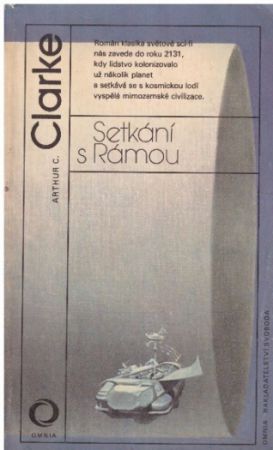 Román klasika světové sci-fi
nás zavede do roku 2131,
kdy lidstvo kolonizovalo
už několik planet
a setkává se s kosmickou lodí
vyspělé mimozemské civilizace.
ARTHUR C.
Clarke
Setkání
s Rámou
OMNIA
OMNIA · NAKLADATELSTVÍ SVOBODA